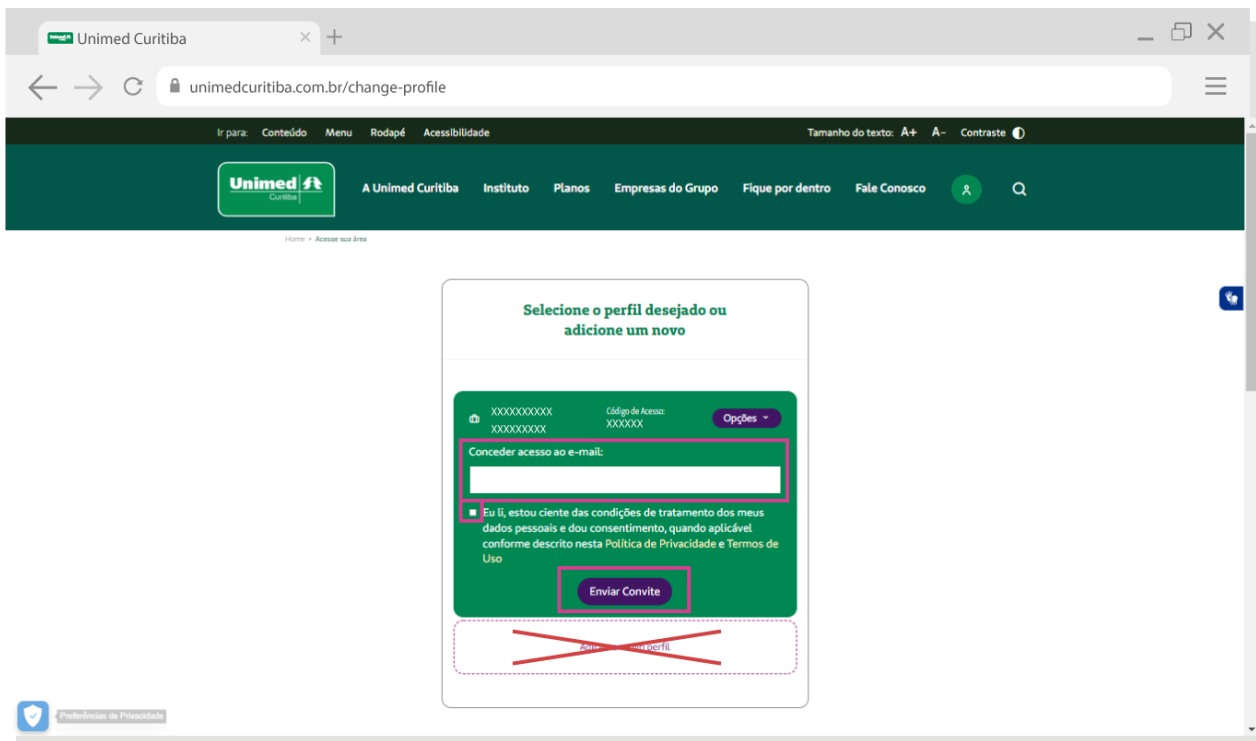 Unimed Curitiba
unimedcuritiba.com.br/change-profile
Ir para: Conteúdo Menu Rodapé Acessibilidade Tamanho do texto: A+ A- Contraste
Unimed
Curitiba
A Unimed Curitiba Instituto Planos Empresas do Grupo Fique por dentro Fale Conosco
Home > Acesse sua área
Selecione o perfil desejado ou
adicione um novo
XXXXXXXXXX
XXXXXXXXX
Código de Acesso:
XXXXXX
Opções
Conceder acesso ao e-mail:
Eu li, estou ciente das condições de tratamento dos meus
dados pessoais e dou consentimento, quando aplicável
conforme descrito nesta Política de Privacidade e Termos de
Uso
Enviar Convite
perfil
Preferências de Privacidade